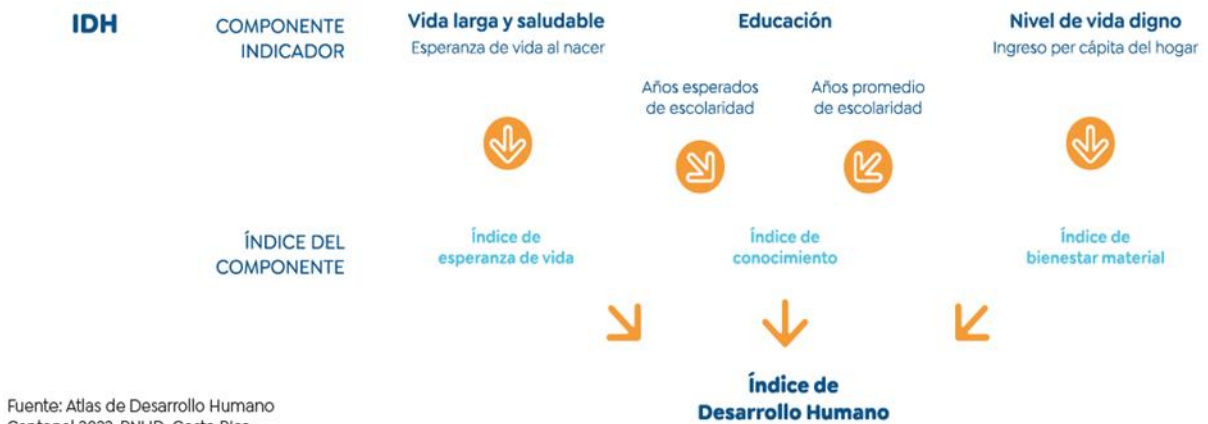 IDH
COMPONENTE
INDICADOR
Vida larga y saludable
Esperanza de vida al nacer
Educación
Nivel de vida digno
Ingreso per cápita del hogar
Años esperados
de escolaridad
Años promedio
de escolaridad
ÍNDICE DEL
COMPONENTE
Índice de
esperanza de vida
Índice de
conocimiento
Índice de
bienestar material
Índice de
Desarrollo Humano
Fuente: Atlas de Desarrollo Humano